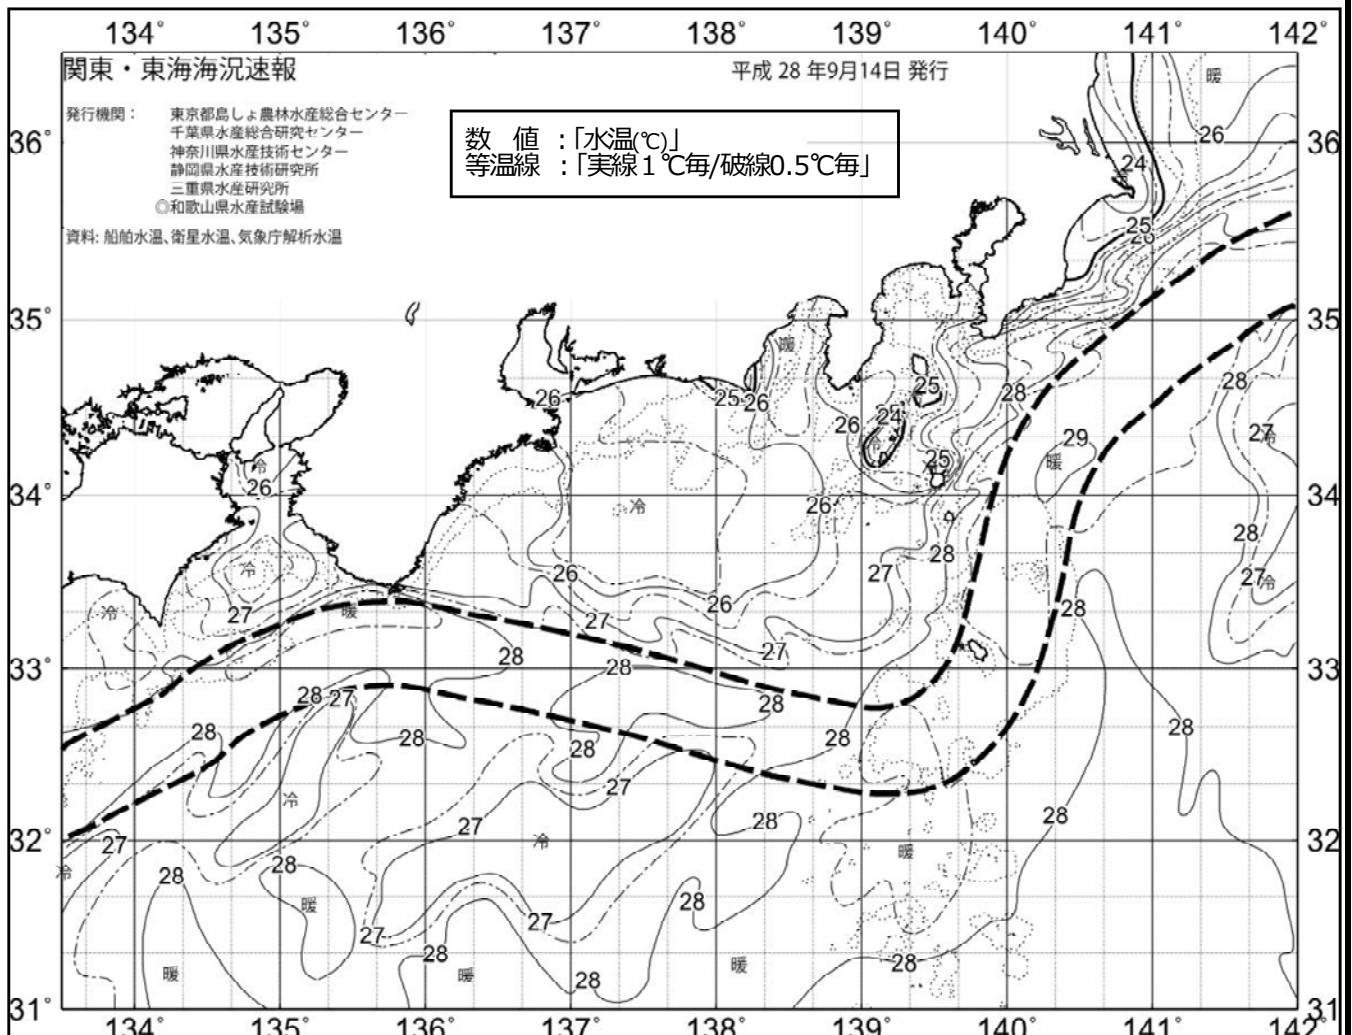 134° 135° 136° 137° 138° 139° 140° 141° 142°
関東・東海海況速報
平成 28 年9月14日 発行
発行機関： 東京都島しょ農林水産総合センター
千葉県水産総合研究センター
神奈川県水産技術センター
静岡県水産技術研究所
三重県水産研究所
◎和歌山県水産試験場
資料: 船舶水温、衛星水温、気象庁解析水温
数 値 ：「水温(℃)」
等温線 ：「実線１℃毎/破線0.5℃毎」
暖
36° 26 36
24
25 26
35° 35
暖
26 25 26 25 28 28
26 24 29 27 冷
冷 冷 25 暖
34° 26 冷 26 34
28 28
冷 26 27 27 冷
冷 27 暖 26 28
27
27
33° 28 28 33
28 27 28
28 28 28 28 28
27
冷 27 28 28
32° 27 冷 32
冷 28 28 暖
暖 28
27 27
暖 28 暖 28 暖 28
31° 31°
134° 135° 136° 137° 138° 139° 140° 141° 142°